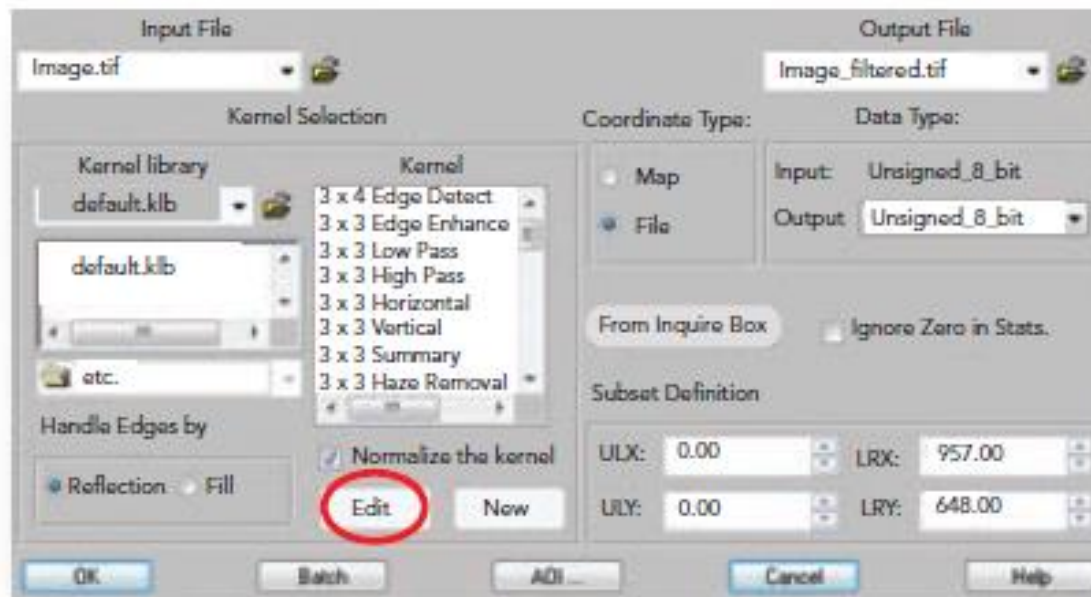 Input File
Output File
Image.tif
Image_filtered.tif
Kernel Selection
Coordinate Type:
Data Type:
Kernel library
default.klb
default.klb
etc.
Handle Edges by
Reflection
Fill
Kernel
3 x 4 Edge Detect
3 x 3 Edge Enhance
3 x 3 Low Pass
3 x 3 High Pass
3 x 3 Horizontal
3 x 3 Vertical
3 x 3 Summary
3 x 3 Haze Removal
Normalize the kernel
Edit
New
Map
File
Input: Unsigned_8_bit
Output Unsigned_8_bit
From Inquire Box
Ignore Zero in Stats.
Subset Definition
ULX: 0.00 LRX: 957.00
ULY: 0.00 LRY: 648.00
OK
Batch
AOI ...
Cancel
Help